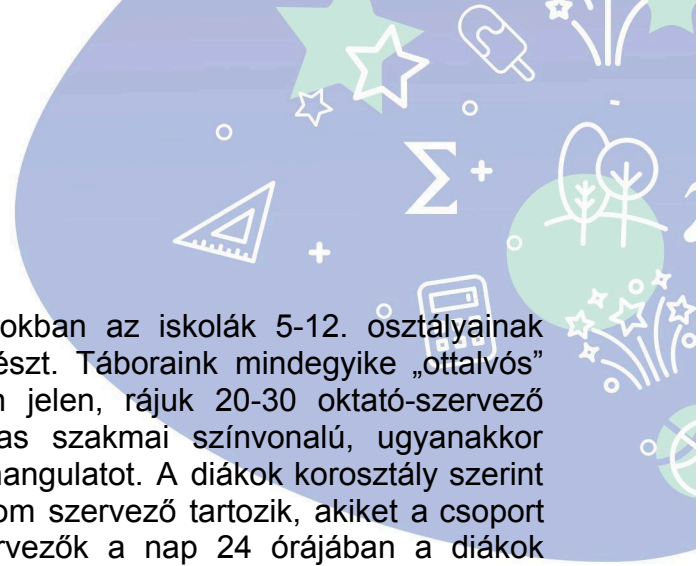 okban az iskolák 5-12. osztályainak
észt. Táboraink mindegyike „ottalvós”
jelen, rájuk 20-30 oktató-szervező
as szakmai színvonalú, ugyanakkor
hangulatot. A diákok korosztály szerint
om szervező tartozik, akiket a csoport
rvezők a nap 24 órájában a diákok
Σ